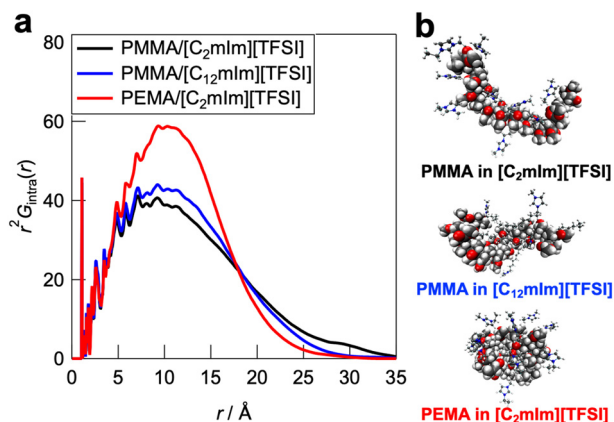 a
b
80
60
40
20
0
r²Gintra(r)
PMMA/[C₂mIm][TFSI]
PMMA/[C₁₂mIm][TFSI]
PEMA/[C₂mIm][TFSI]
0 5 10 15 20 25 30 35
r / Å
PMMA in [C₂mIm][TFSI]
PMMA in [C₁₂mIm][TFSI]
PEMA in [C₂mIm][TFSI]